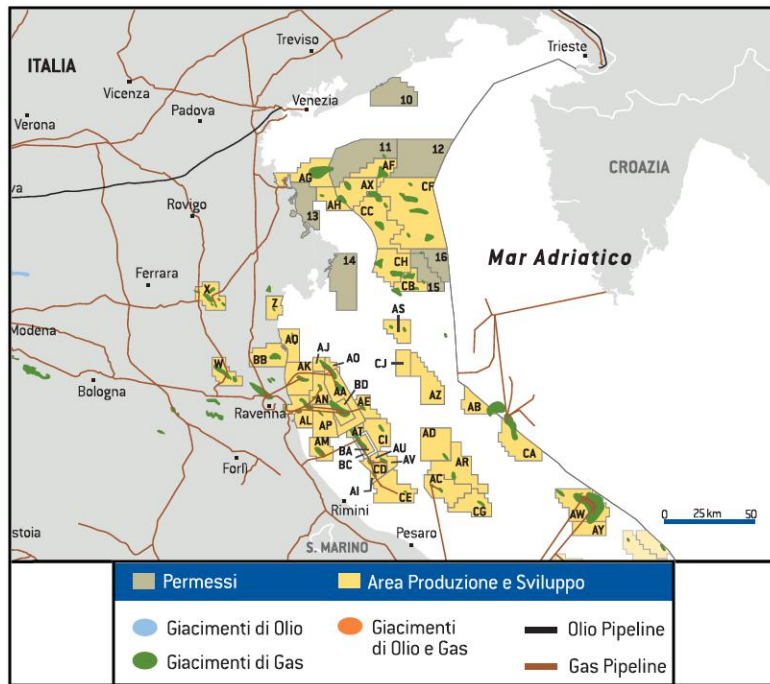 Treviso
Trieste
ITALIA
Vicenza
Venezia
Padova
Verona
10
11
12
AF
AG
AX
CF
CROAZIA
AH
CC
Rovigo
13
CH
16
Mar Adriatico
14
Ferrara
X
CB
15
Z
AS
Modena
AQ
AJ
AO
CJ
BB
W
AK
BD
AZ
Bologna
AA
AN
AE
AB
Ravenna
AL
AP
AT
CI
AD
CA
AM
BA
AU
BC
AV
AR
Forlì
CD
AC
AI
CE
CG
AW
Rimini
AY
0
25 km
50
Pesaro
S. MARINO
Permessi
Area Produzione e Sviluppo
Giacimenti di Olio
Giacimenti
di Olio e Gas
Olio Pipeline
Giacimenti di Gas
Gas Pipeline